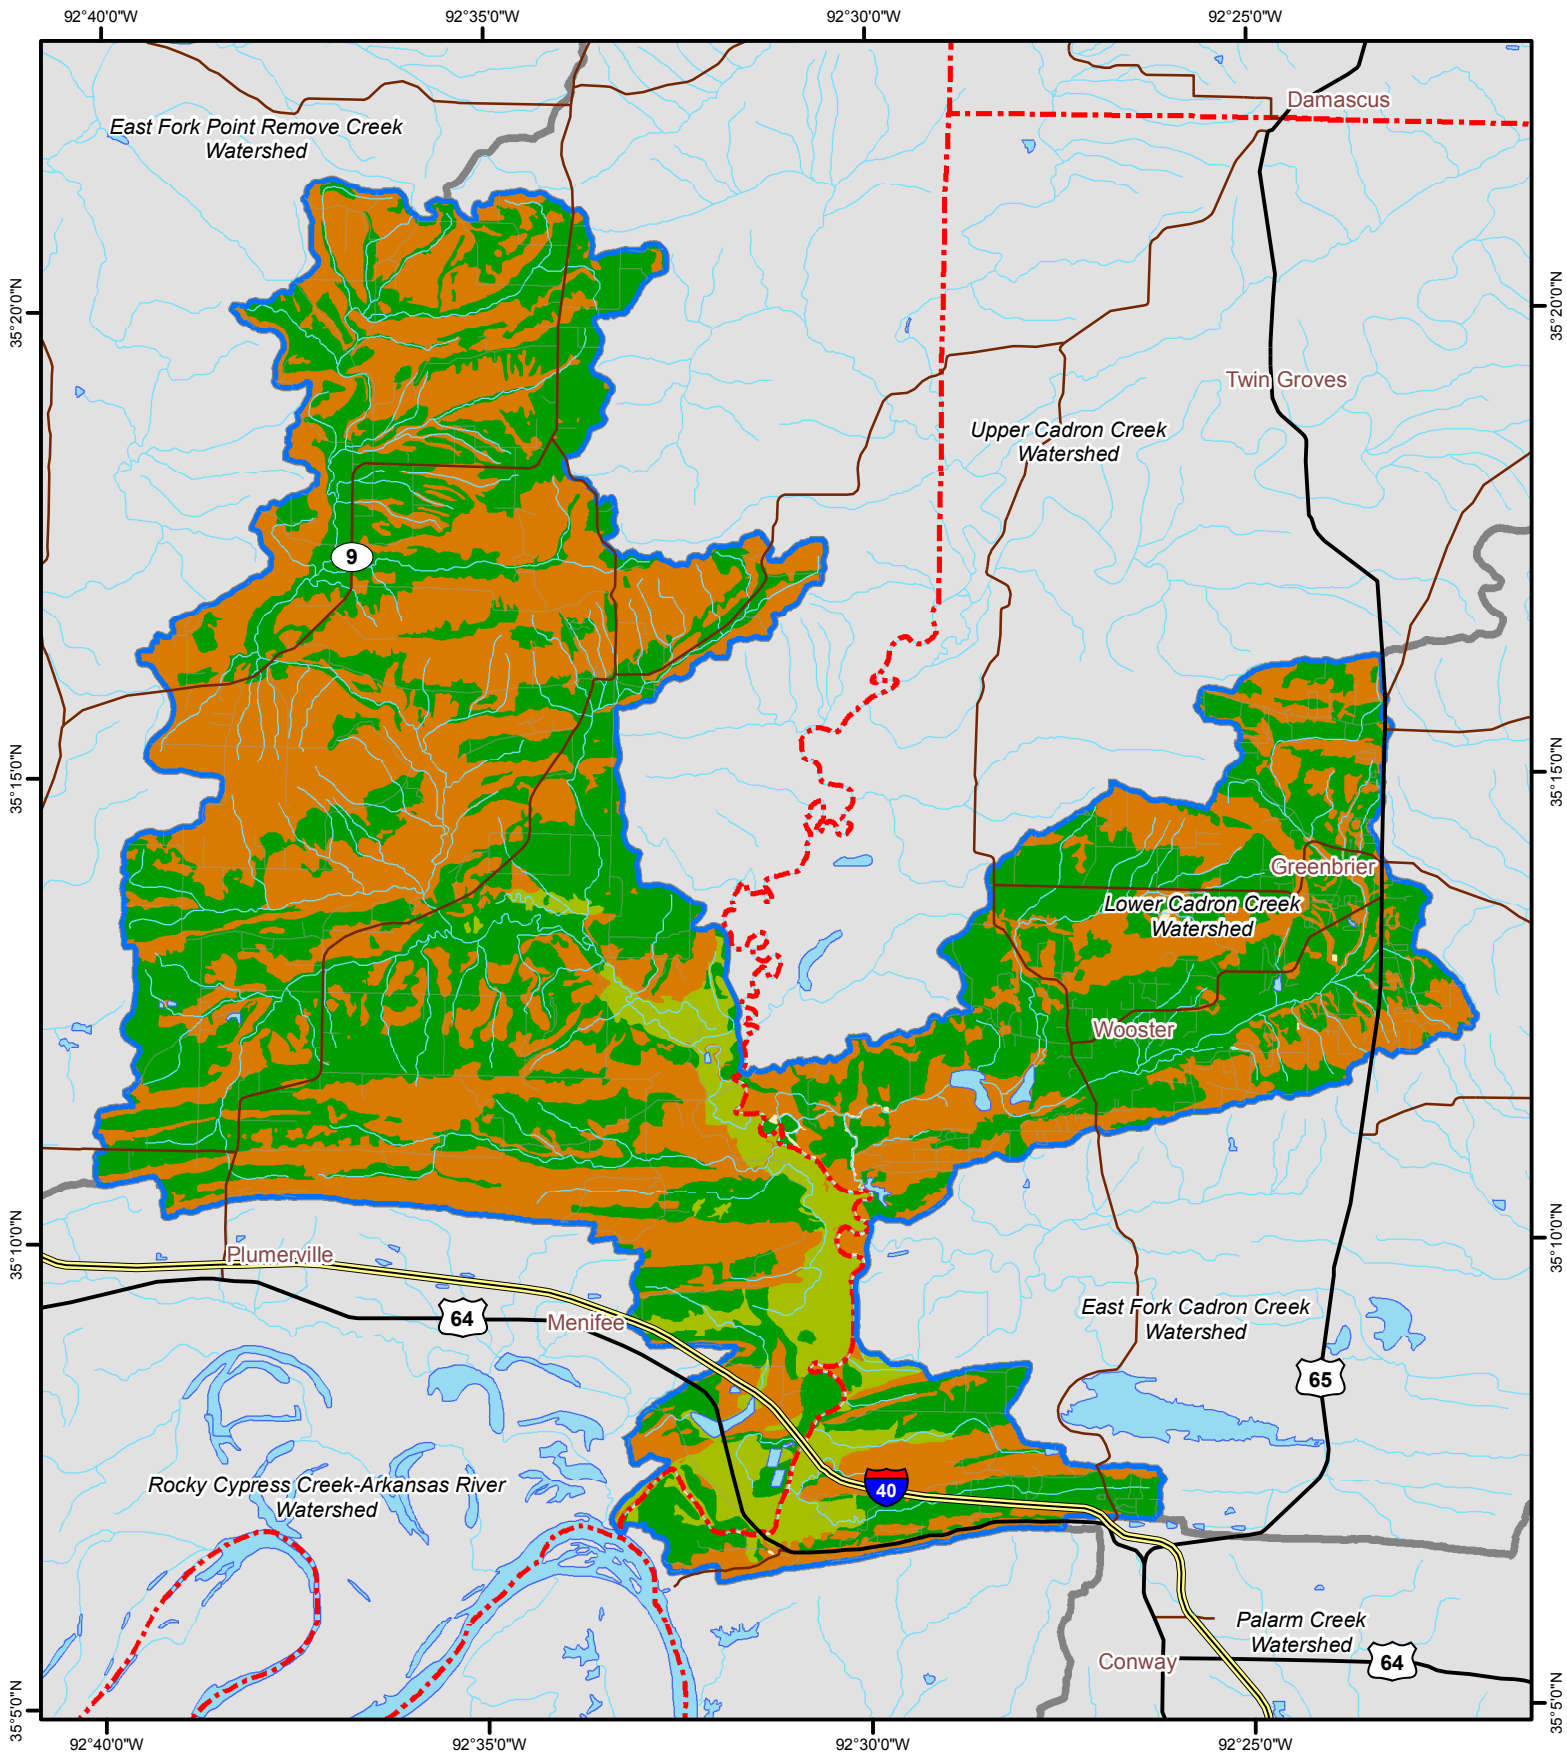 92°40'0"W
92°35'0"W
92°30'0"W
92°25'0"W
Damascus
East Fork Point Remove Creek
Watershed
35°20'0"N
35°20'0"N
Twin Groves
Upper Cadron Creek
Watershed
9
35°15'0"N
35°15'0"N
Greenbrier
Lower Cadron Creek
Watershed
Wooster
35°10'0"N
35°10'0"N
Plumerville
64
Menifee
East Fork Cadron Creek
Watershed
65
Rocky Cypress Creek-Arkansas River
Watershed
40
Palarm Creek
Watershed
Conway
64
35°5'0"N
35°5'0"N
92°40'0"W
92°35'0"W
92°30'0"W
92°25'0"W